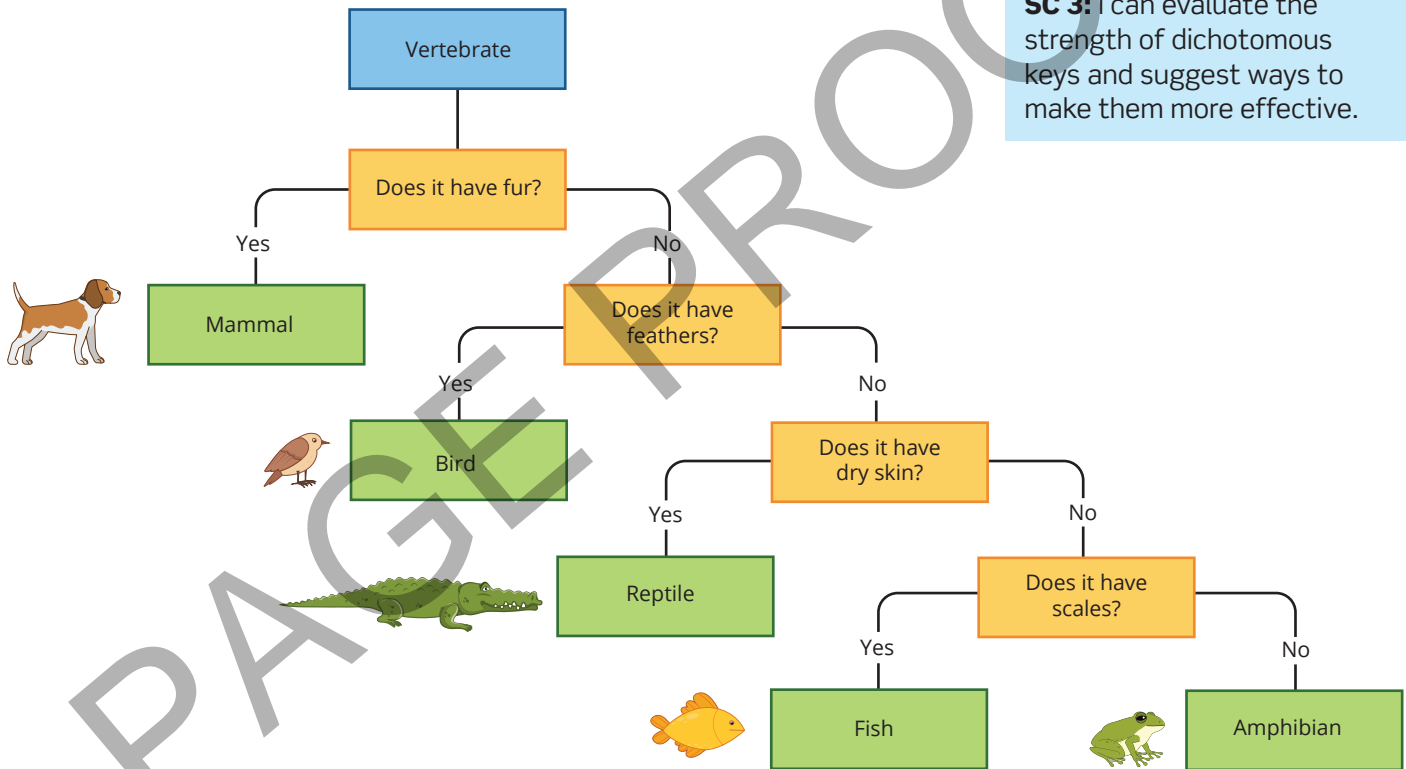 SC 3: I can evaluate the
strength of dichotomous
keys and suggest ways to
make them more effective.
Vertebrate
Does it have fur?
Yes
No
Mammal
Does it have
feathers?
Yes
No
Bird
Does it have
dry skin?
Yes
No
Reptile
Does it have
scales?
Yes
No
Fish
Amphibian
PAGE PROO